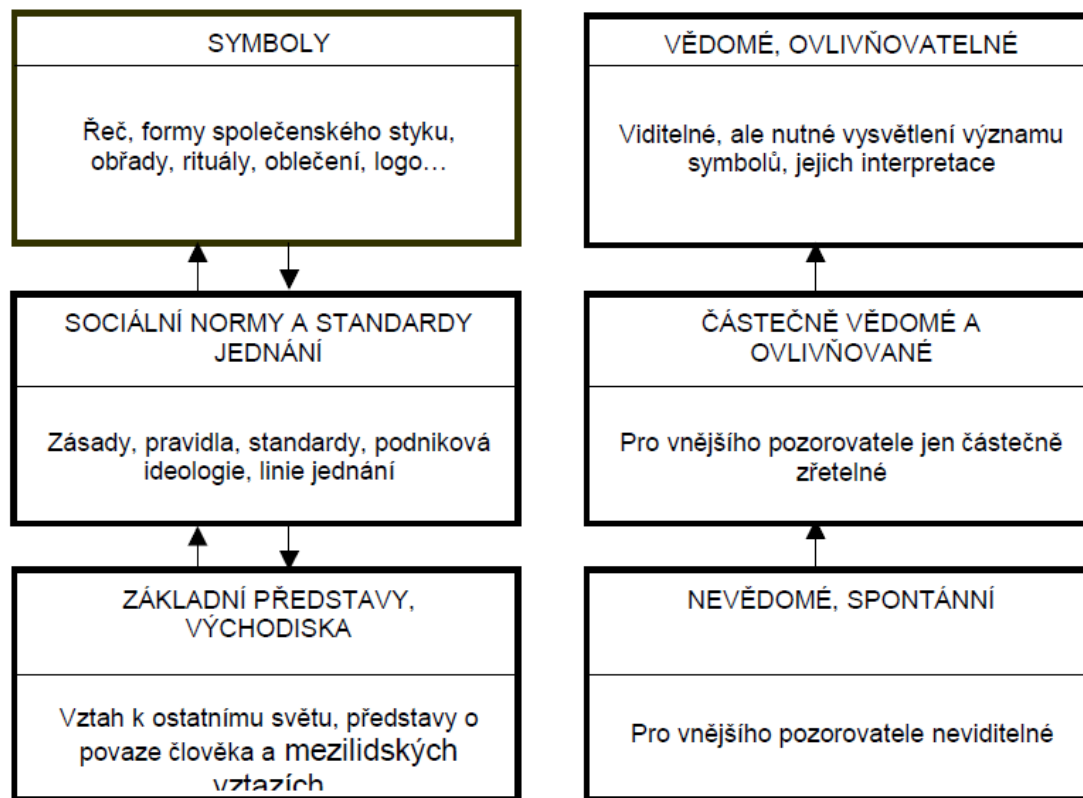 SYMBOLY
Řeč, formy společenského styku,
obřady, rituály, oblečení, logo…
SOCIÁLNÍ NORMY A STANDARDY
JEDNÁNÍ
Zásady, pravidla, standardy, podniková
ideologie, linie jednání
ZÁKLADNÍ PŘEDSTAVY,
VÝCHODISKA
Vztah k ostatnímu světu, představy o
povaze člověka a mezilidských
vztazích
VĚDOMÉ, OVLIVŇOVATELNÉ
Viditelné, ale nutné vysvětlení významu
symbolů, jejich interpretace
ČÁSTEČNĚ VĚDOMÉ A
OVLIVŇOVANÉ
Pro vnějšího pozorovatele jen částečně
zřetelné
NEVĚDOMÉ, SPONTÁNNÍ
Pro vnějšího pozorovatele neviditelné